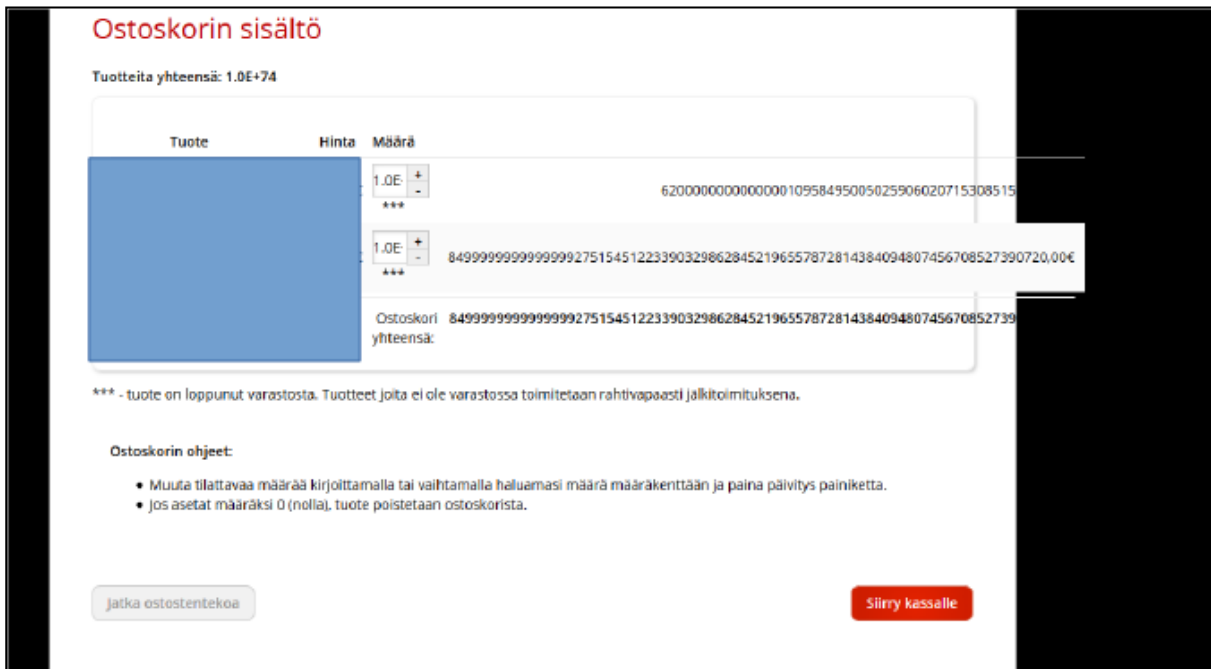 Ostoskorin sisältö
Tuotteita yhteensä: 1.0E+74
Tuote Hinta Määrä
1.0E- + -
620000000000000010958495005025906020715308515
***
1.0E- + -
8499999999999999275154512233903298628452196557872814384094807456708527390720,00€
***
Ostoskori 849999999999999927515451223390329862845219655787281438409480745670852739
yhteensä:
*** - tuote on loppunut varastosta. Tuotteet joita ei ole varastossa toimitetaan rahtivapaasti jälkitoimituksena.
Ostoskorin ohjeet:
• Muuta tilattavaa määrää kirjoittamalla tai vaihtamalla haluamasi määrä määräkenttään ja paina päivitys painiketta.
• Jos asetat määräksi 0 (nolla), tuote poistetaan ostoskorista.
Jatka ostostentekoa
Siirry kassalle